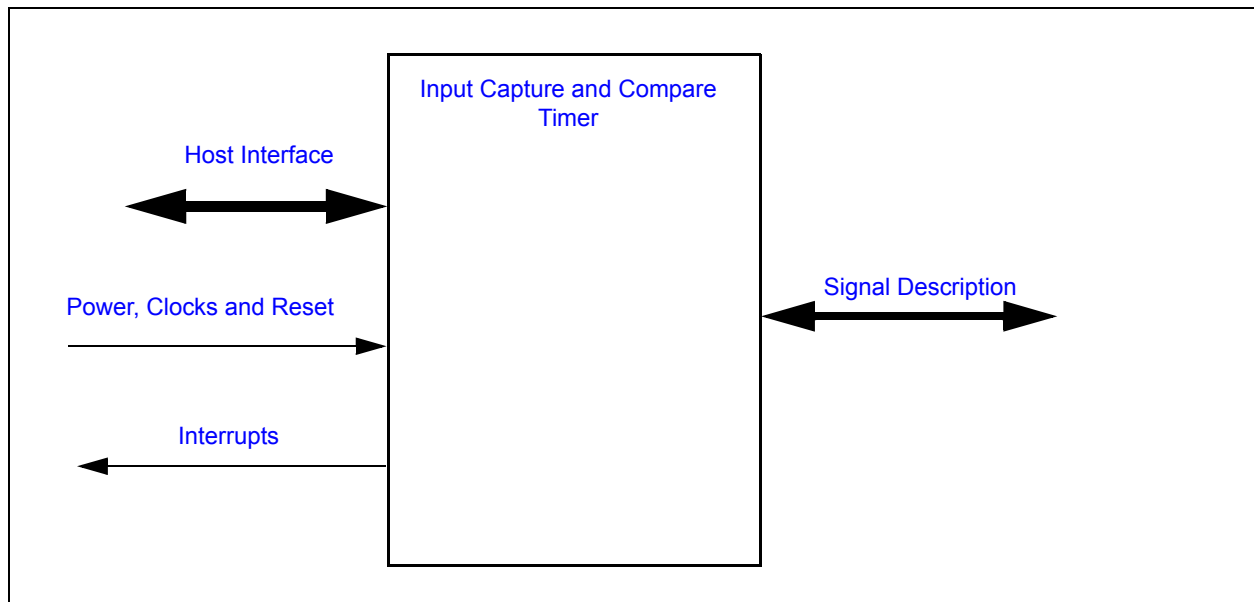 Input Capture and Compare
Timer
Host Interface
Signal Description
Power, Clocks and Reset
Interrupts